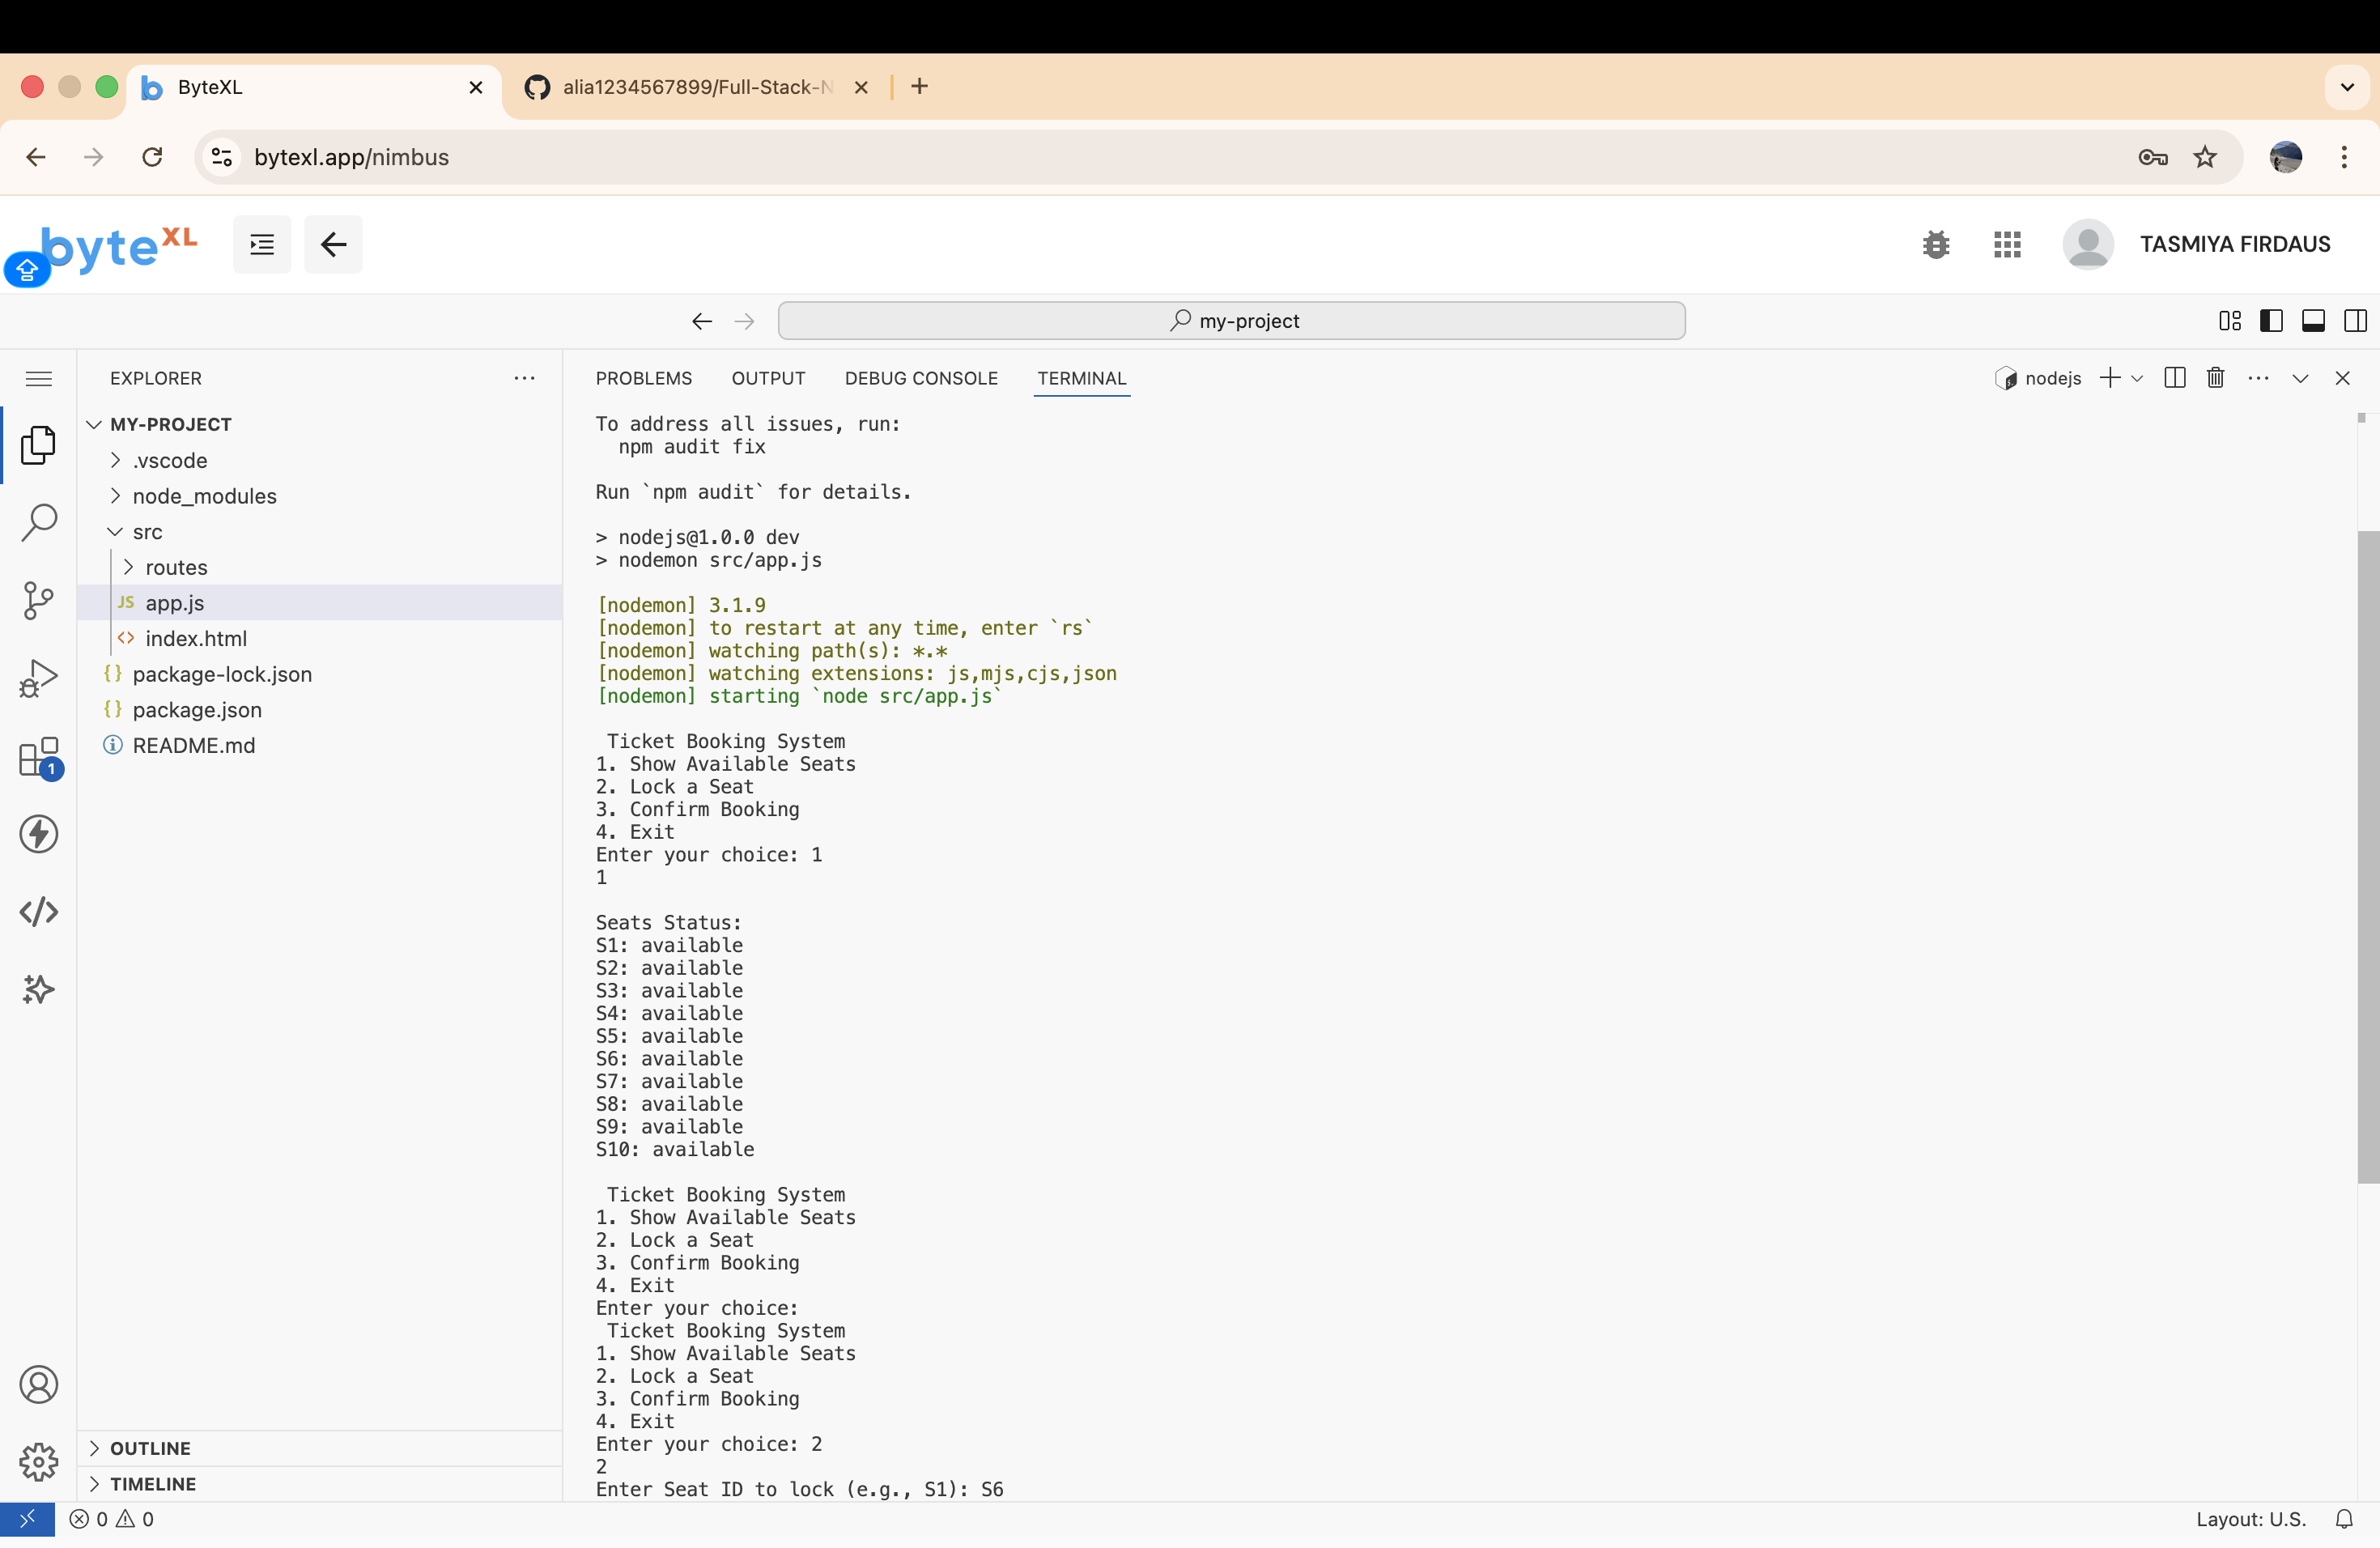 ByteXL
alia1234567899/Full-Stack-N
bytexl.app/nimbus
byteXL
TASMIYA FIRDAUS
my-project
EXPLORER
MY-PROJECT
.vscode
node_modules
src
routes
JS app.js
<> index.html
{} package-lock.json
{} package.json
README.md
1
OUTLINE
TIMELINE
PROBLEMS OUTPUT DEBUG CONSOLE TERMINAL
nodejs
To address all issues, run:
npm audit fix
Run `npm audit` for details.
> nodejs@1.0.0 dev
> nodemon src/app.js
[nodemon] 3.1.9
[nodemon] to restart at any time, enter `rs`
[nodemon] watching path(s): *.*
[nodemon] watching extensions: js,mjs,cjs,json
[nodemon] starting `node src/app.js`
Ticket Booking System
1. Show Available Seats
2. Lock a Seat
3. Confirm Booking
4. Exit
Enter your choice: 1
1
Seats Status:
S1: available
S2: available
S3: available
S4: available
S5: available
S6: available
S7: available
S8: available
S9: available
S10: available
Ticket Booking System
1. Show Available Seats
2. Lock a Seat
3. Confirm Booking
4. Exit
Enter your choice:
Ticket Booking System
1. Show Available Seats
2. Lock a Seat
3. Confirm Booking
4. Exit
Enter your choice: 2
2
Enter Seat ID to lock (e.g., S1): S6
0 0
Layout: U.S.